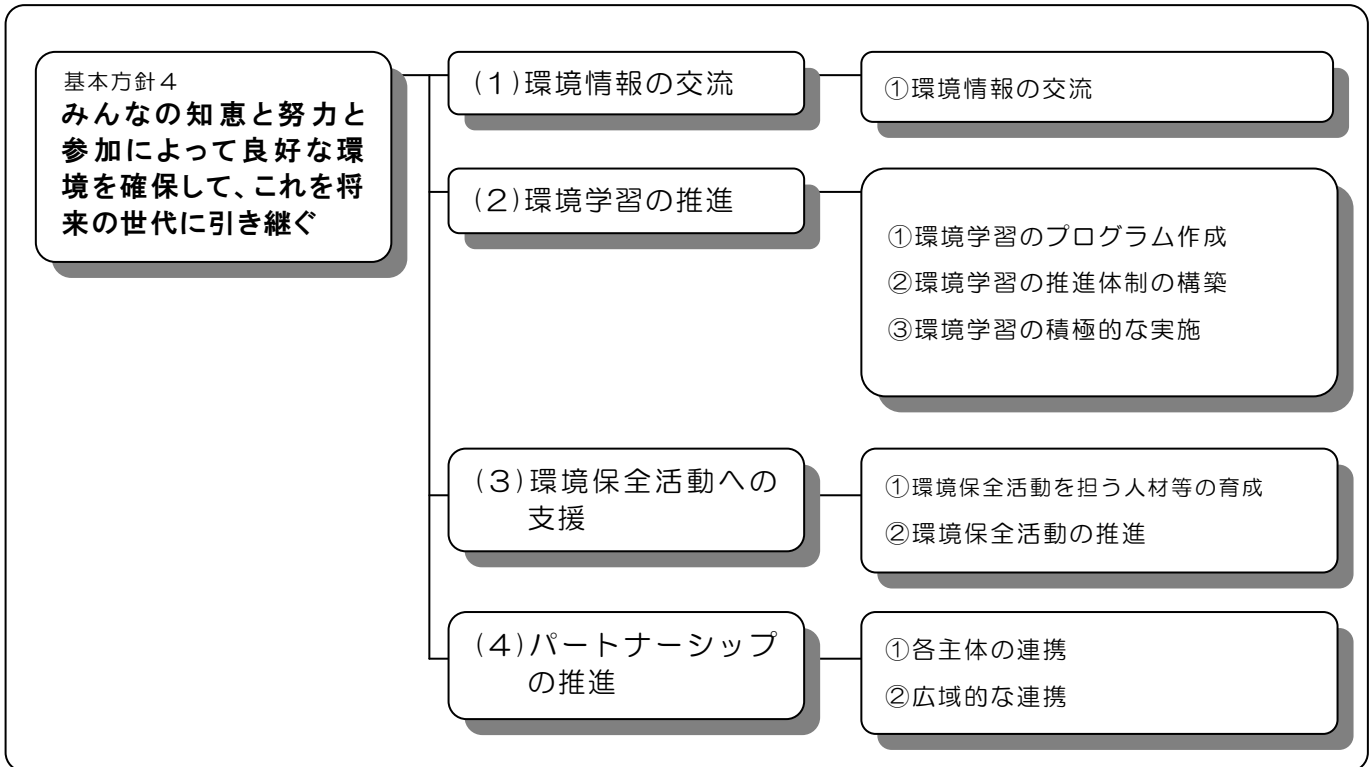 基本方針４
みんなの知恵と努力と
参加によって良好な環
境を確保して、これを将
来の世代に引き継ぐ
(１)環境情報の交流
①環境情報の交流
(２)環境学習の推進
①環境学習のプログラム作成
②環境学習の推進体制の構築
③環境学習の積極的な実施
(３)環境保全活動への
支援
①環境保全活動を担う人材等の育成
②環境保全活動の推進
(４)パートナーシップ
の推進
①各主体の連携
②広域的な連携